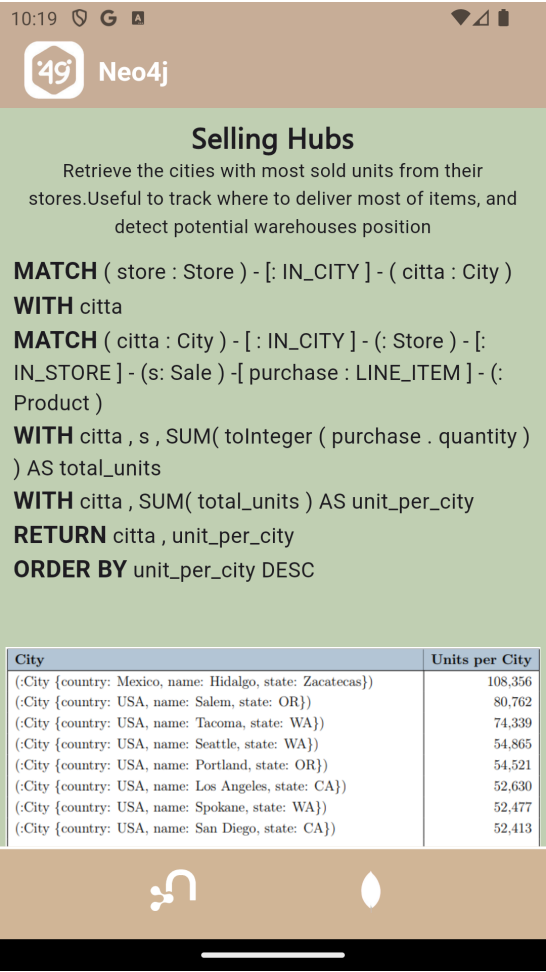 10:19 G A
49 Neo4j
Selling Hubs
Retrieve the cities with most sold units from their
stores.Useful to track where to deliver most of items, and
detect potential warehouses position
MATCH ( store : Store ) - [: IN_CITY ] - ( citta : City )
WITH citta
MATCH ( citta : City ) - [ : IN_CITY ] - (: Store ) - [:
IN_STORE ] - (s: Sale ) -[ purchase : LINE_ITEM ] - (:
Product )
WITH citta , s , SUM( toInteger ( purchase . quantity )
) AS total_units
WITH citta , SUM( total_units ) AS unit_per_city
RETURN citta , unit_per_city
ORDER BY unit_per_city DESC
City Units per City
(:City {country: Mexico, name: Hidalgo, state: Zacatecas}) 108,356
(:City {country: USA, name: Salem, state: OR}) 80,762
(:City {country: USA, name: Tacoma, state: WA}) 74,339
(:City {country: USA, name: Seattle, state: WA}) 54,865
(:City {country: USA, name: Portland, state: OR}) 54,521
(:City {country: USA, name: Los Angeles, state: CA}) 52,630
(:City {country: USA, name: Spokane, state: WA}) 52,477
(:City {country: USA, name: San Diego, state: CA}) 52,413